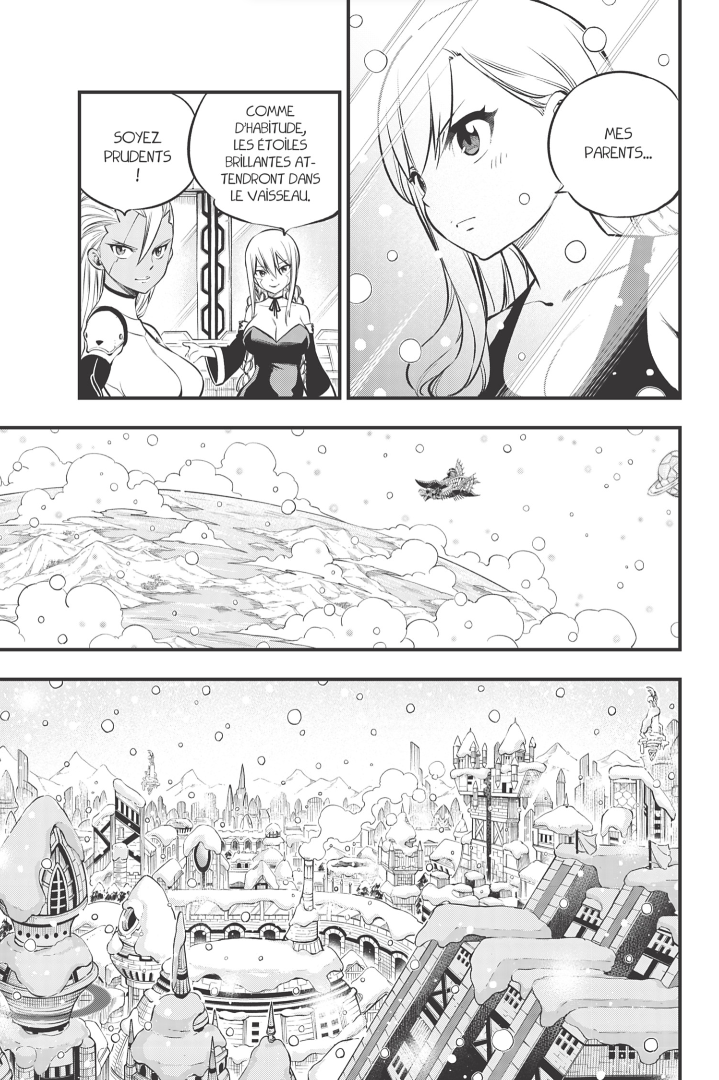 MES
PARENTS...
COMME
D'HABITUDE,
LES ÉTOILES
BRILLANTES AT-
TENDRONT DANS
LE VAISSEAU.
SOYEZ
PRUDENTS
!